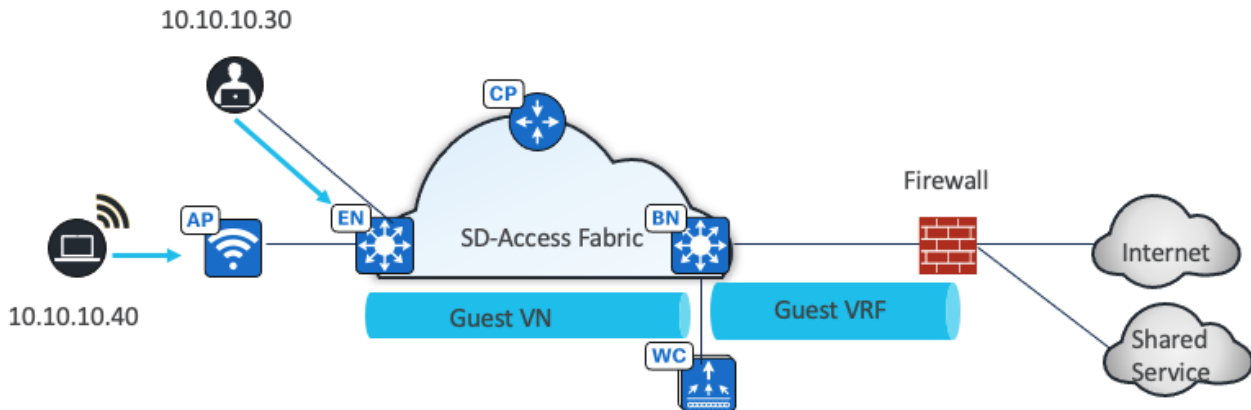 10.10.10.30
CP
Firewall
AP
EN
SD-Access Fabric
BN
Internet
10.10.10.40
Guest VN
Guest VRF
WC
Shared
Service